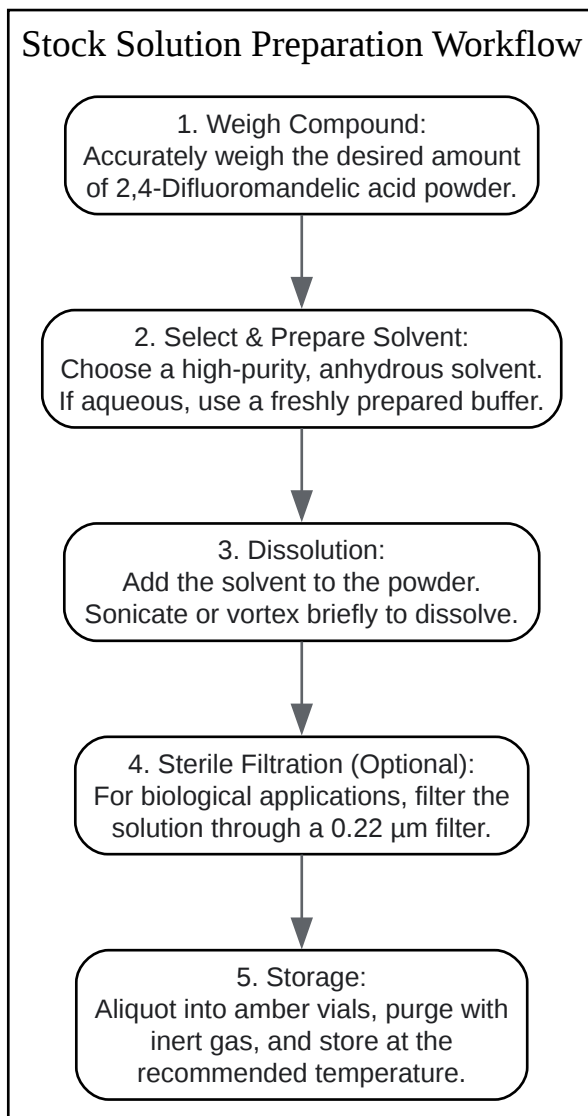 Stock Solution Preparation Workflow
1. Weigh Compound:
Accurately weigh the desired amount
of 2,4-Difluoromandelic acid powder.
2. Select & Prepare Solvent:
Choose a high-purity, anhydrous solvent.
If aqueous, use a freshly prepared buffer.
3. Dissolution:
Add the solvent to the powder.
Sonicate or vortex briefly to dissolve.
4. Sterile Filtration (Optional):
For biological applications, filter the
solution through a 0.22 µm filter.
5. Storage:
Aliquot into amber vials, purge with
inert gas, and store at the
recommended temperature.